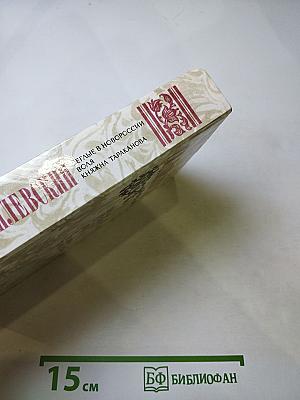 ЛЕВСКИЙ
БЕГЛЫЕ В НОВОРОССИИ
ВОЛЯ
КНЯЖНА ТАРАКАНОВА
15 см
БФ БИБЛИОФАН